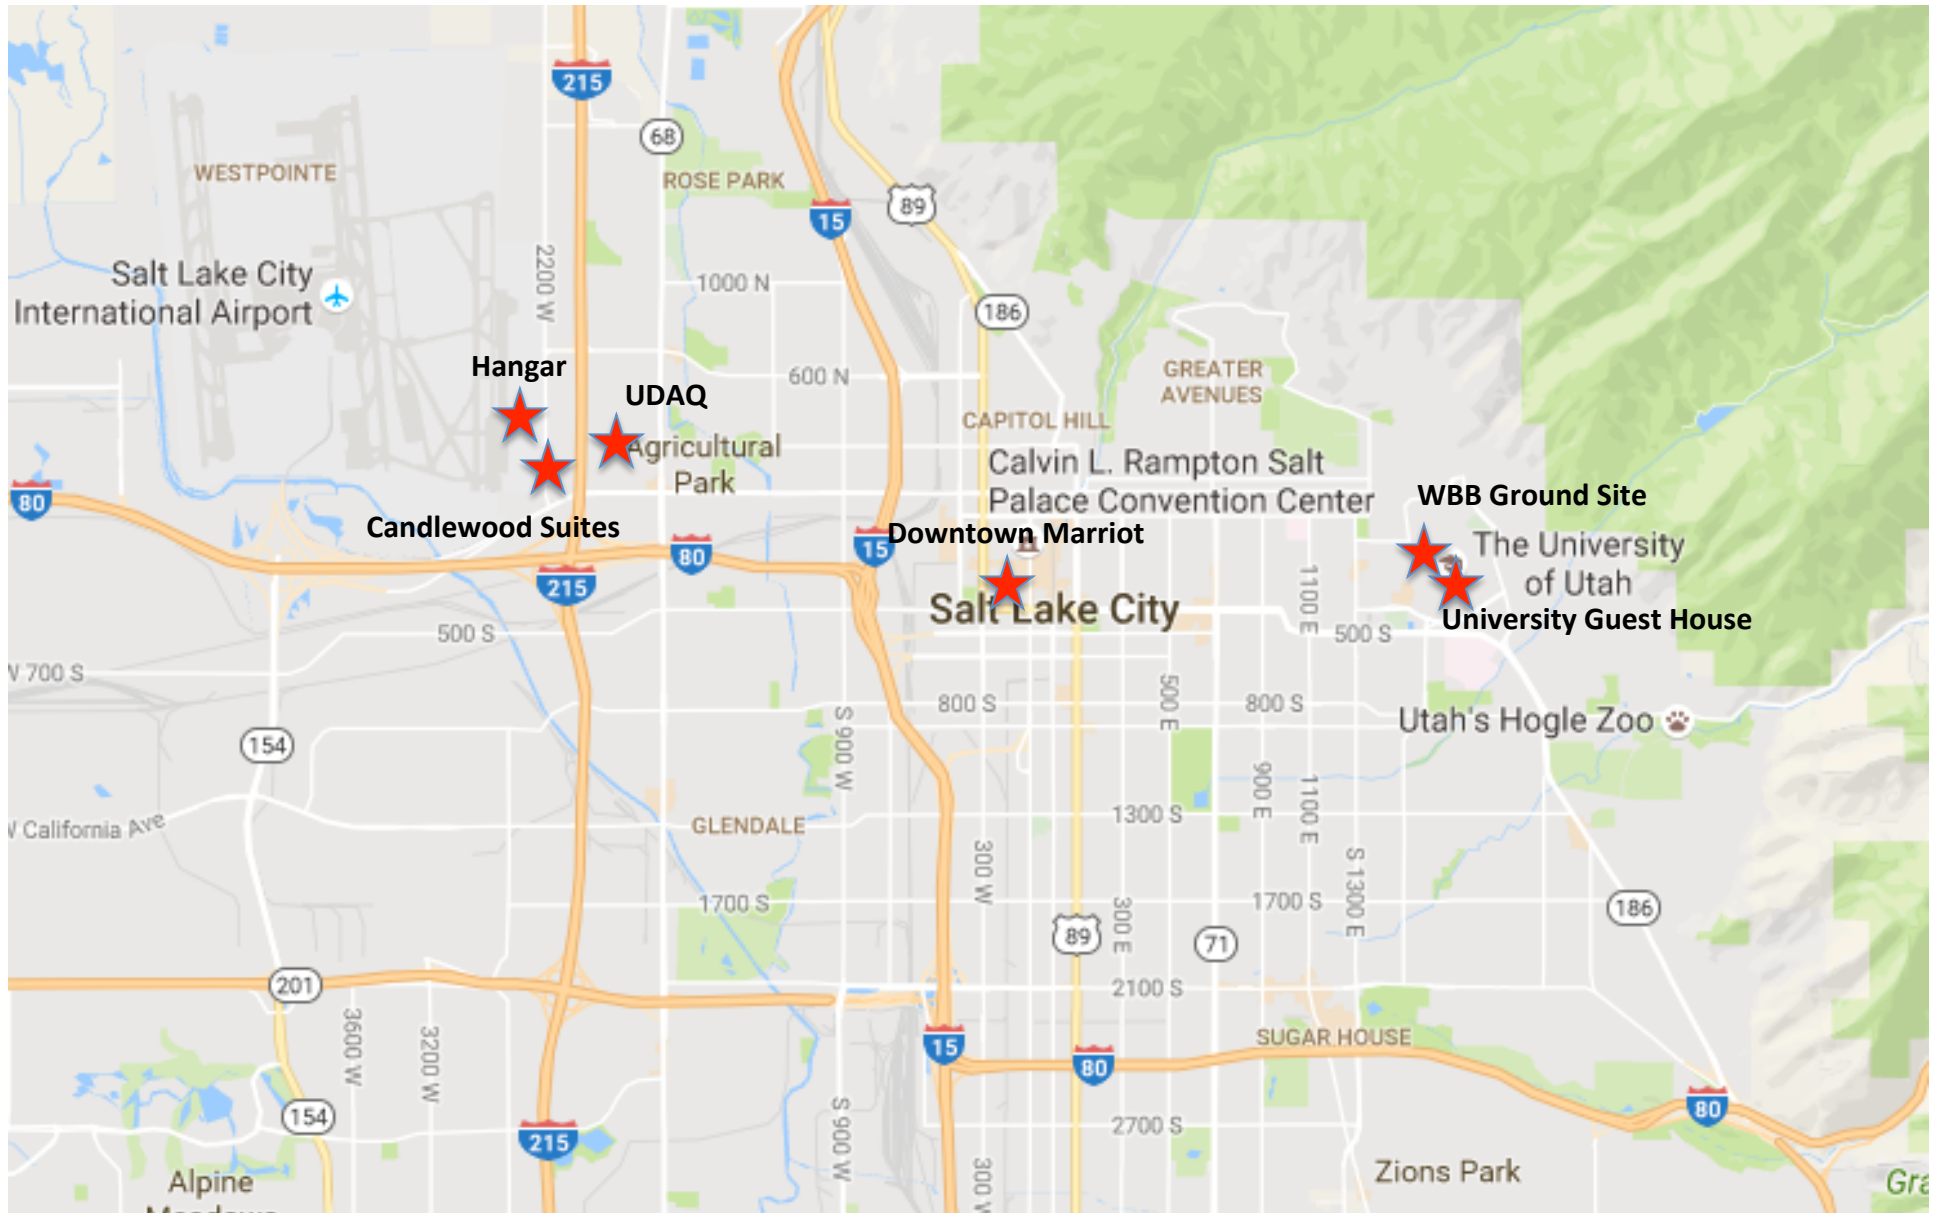 215
68
WESTPOINTE
ROSE PARK
89
15
Salt Lake City
International Airport
2200 W
1000 N
186
Hangar
600 N
GREATER
AVENUES
UDAQ
CAPITOL HILL
Agricultural
Park
Calvin L. Rampton Salt
Palace Convention Center
80
WBB Ground Site
Candlewood Suites
80
15
Downtown Marriot
The University
of Utah
215
1100 E
Salt Lake City
University Guest House
500 S
500 S
W 700 S
800 S
500 E
800 S
Utah's Hogle Zoo
154
S 900 W
900 E
1100 E
W California Ave
GLENDALE
1300 S
300 W
S 1300 E
1700 S
300 E
1700 S
186
89
71
201
2100 S
3600 W
3200 W
15
80
SUGAR HOUSE
80
154
215
S 900 W
2700 S
300 W
Alpine
Meadows
Zions Park
Gra